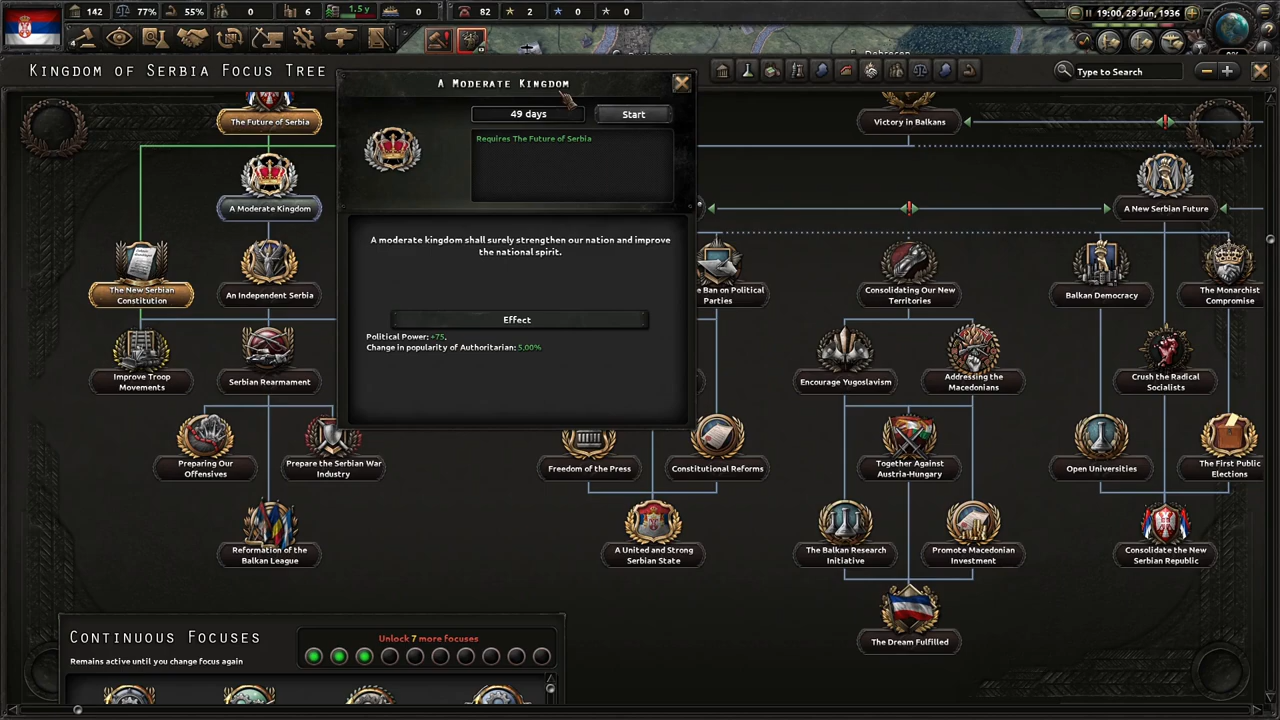 142 77% 55% 0 6 1.5 y 0 82 2 0 0 19:00, 28 Jun, 1936
4
Kingdom of Serbia Focus Tree
Type to Search
A Moderate Kingdom
49 days
Start
Requires The Future of Serbia
A moderate kingdom shall surely strengthen our nation and improve
the national spirit.
Effect
Political Power: +75,
Change in popularity of Authoritarian: 5.00%
The Future of Serbia
Victory in Balkans
A Moderate Kingdom
A New Serbian Future
The New Serbian
Constitution
An Independent Serbia
Ban on Political
Parties
Consolidating Our New
Territories
Balkan Democracy
The Monarchist
Compromise
Improve Troop
Movements
Serbian Rearmament
Encourage Yugoslavism
Addressing the
Macedonians
Crush the Radical
Socialists
Preparing Our
Offensives
Prepare the Serbian War
Industry
Freedom of the Press
Constitutional Reforms
Together Against
Austria-Hungary
Open Universities
The First Public
Elections
Reformation of the
Balkan League
A United and Strong
Serbian State
The Balkan Research
Initiative
Promote Macedonian
Investment
Consolidate the New
Serbian Republic
The Dream Fulfilled
Continuous Focuses
Unlock 7 more focuses
Remains active until you change focus again